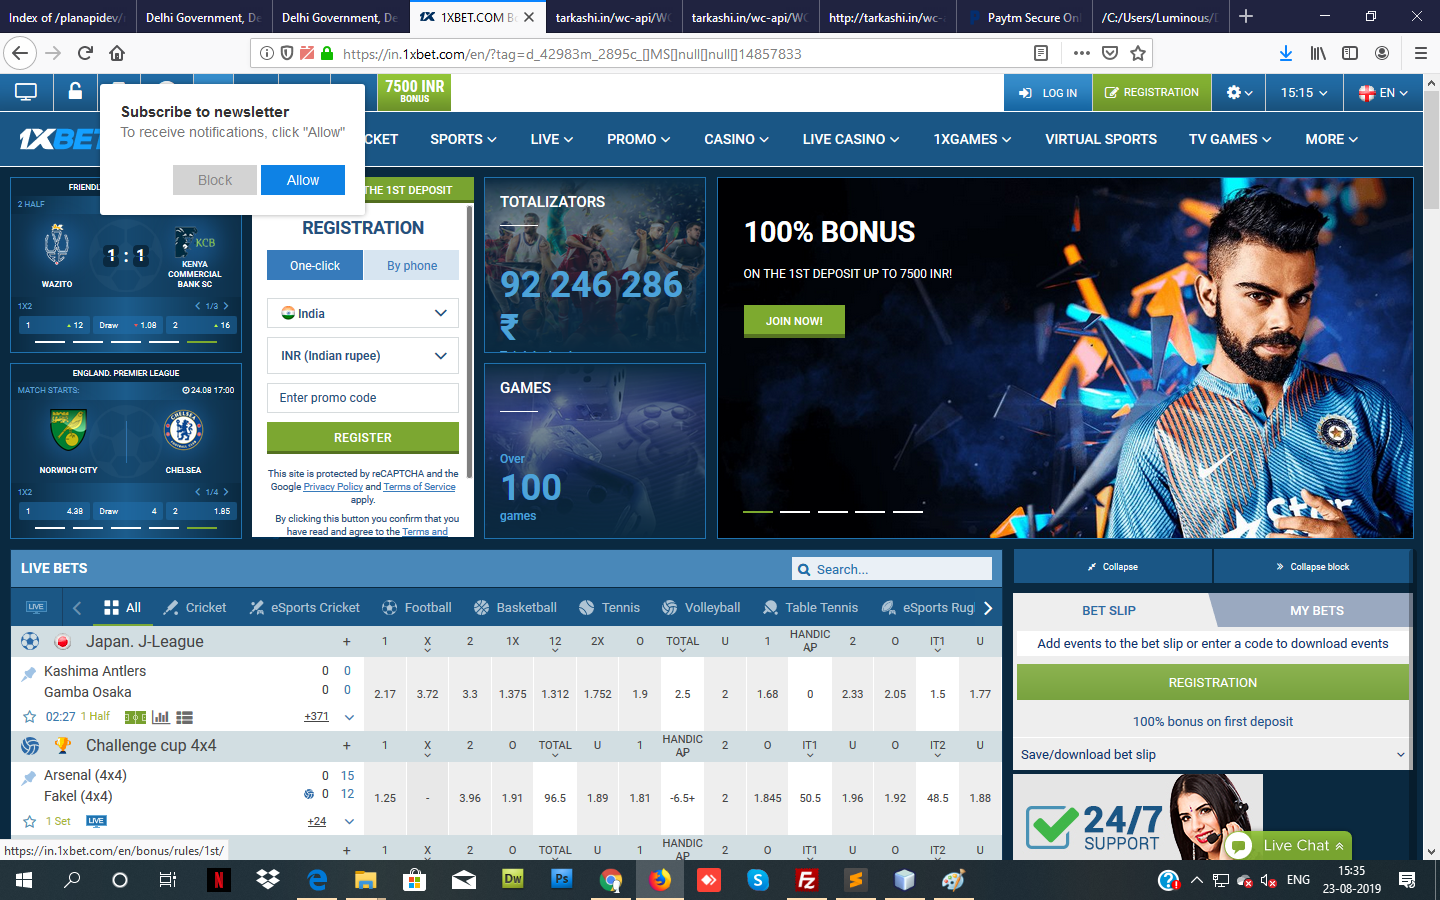 Index of /planapidev/
Delhi Government, De
Delhi Government, De
1XBET.COM Be
tarkashi.in/wc-api/WC
tarkashi.in/wc-api/WC
http://tarkashi.in/wc-a
Paytm Secure Onl
/C:/Users/Luminous/D
https://in.1xbet.com/en/?tag=d_42983m_2895c_[]MS[]null[]null[]14857833
7500 INR
BONUS
LOG IN
REGISTRATION
15:15
EN
Subscribe to newsletter
To receive notifications, click "Allow"
Block
Allow
1XBET
CKET
SPORTS
LIVE
PROMO
CASINO
LIVE CASINO
1XGAMES
VIRTUAL SPORTS
TV GAMES
MORE
FRIENDL
2 HALF
WAZITO
1 : 1
KCB
KENYA
COMMERCIAL
BANK SC
1X2
1/3
1 12 Draw 1.08 2 16
ENGLAND. PREMIER LEAGUE
MATCH STARTS:
24.08 17:00
NORWICH CITY
CHELSEA
1X2
1/4
1 4.38 Draw 4 2 1.85
THE 1ST DEPOSIT
REGISTRATION
One-click
By phone
India
INR (Indian rupee)
Enter promo code
REGISTER
This site is protected by reCAPTCHA and the
Google Privacy Policy and Terms of Service
apply.
By clicking this button you confirm that you
have read and agree to the Terms and
TOTALIZATORS
92 246 286
₹
GAMES
Over
100
games
100% BONUS
ON THE 1ST DEPOSIT UP TO 7500 INR!
JOIN NOW!
Star
LIVE BETS
Search...
LIVE
All
Cricket
eSports Cricket
Football
Basketball
Tennis
Volleyball
Table Tennis
eSports Rug
Japan. J-League + 1 X 2 1X 12 2X O TOTAL U 1 HANDIC AP 2 O IT1 U
Kashima Antlers 0 0
Gamba Osaka 0 0
2.17 3.72 3.3 1.375 1.312 1.752 1.9 2.5 2 1.68 0 2.33 2.05 1.5 1.77
02:27 1 Half +371
Challenge cup 4x4 + 1 X 2 O TOTAL U 1 HANDIC AP 2 O IT1 U O IT2 U
Arsenal (4x4) 0 15
Fakel (4x4) 0 12
1.25 - 3.96 1.91 96.5 1.89 1.81 -6.5+ 2 1.845 50.5 1.96 1.92 48.5 1.88
1 Set LIVE +24
+ 1 X 2 O TOTAL U 1 HANDIC AP 2 O IT1 U O IT2 U
Collapse
Collapse block
BET SLIP
MY BETS
Add events to the bet slip or enter a code to download events
REGISTRATION
100% bonus on first deposit
Save/download bet slip
24/7
SUPPORT
Live Chat
https://in.1xbet.com/en/bonus/rules/1st/
N
Dw
Ps
S
Fz
ENG
15:35
23-08-2019